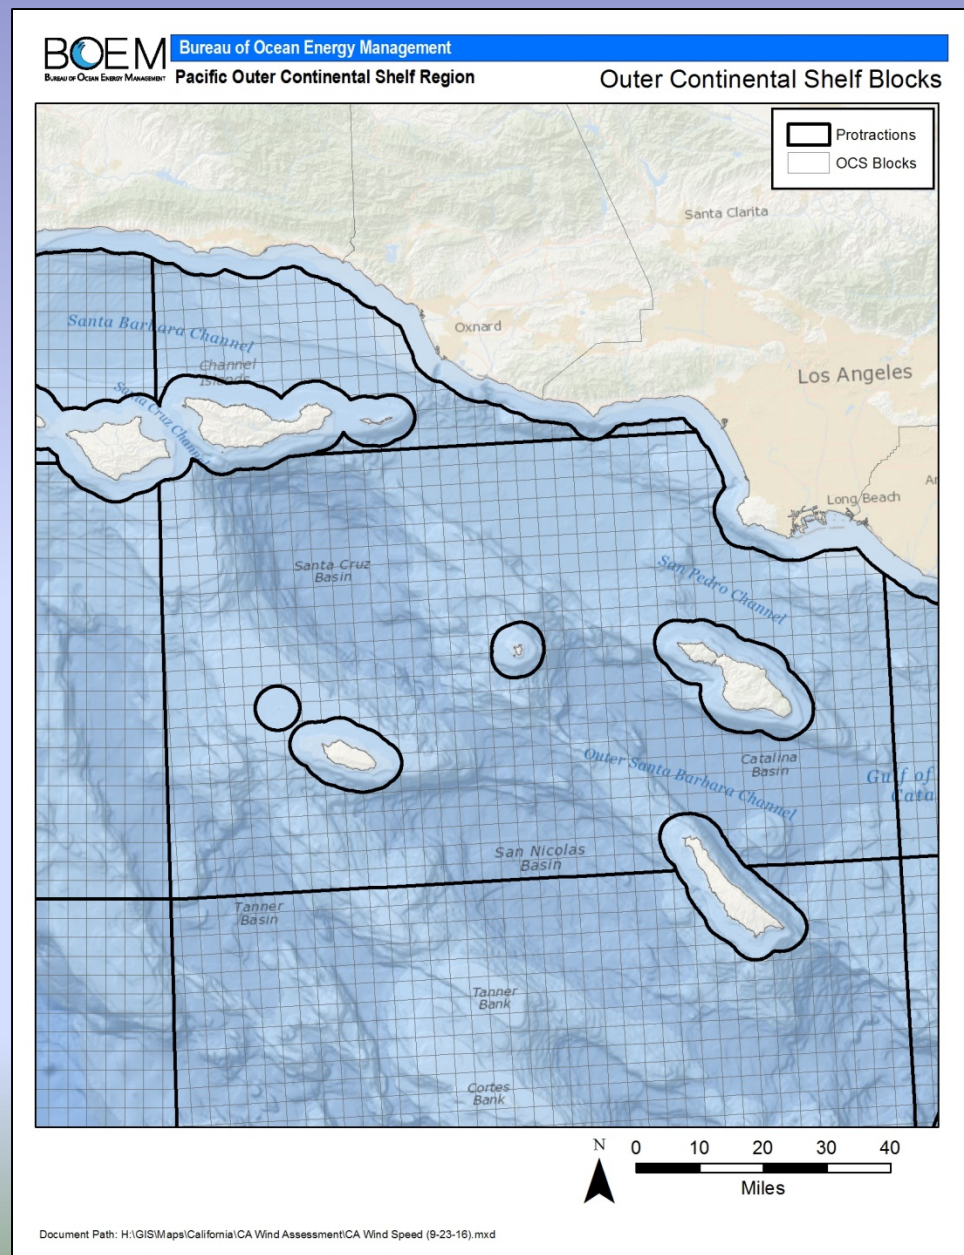 BOEM
BUREAU OF OCEAN ENERGY MANAGEMENT
Bureau of Ocean Energy Management
Pacific Outer Continental Shelf Region
Outer Continental Shelf Blocks
Protractions
OCS Blocks
Santa Clarita
Oxnard
Santa Barbara Channel
Channel
Islands
Los Angeles
Santa Cruz Channel
Long Beach
Santa Cruz
Basin
San Pedro Channel
Outer Santa Barbara Channel
Catalina
Basin
Gulf of
Cata
San Nicolas
Basin
Tanner
Basin
Tanner
Bank
Cortes
Bank
N
0 10 20 30 40
Miles
Document Path: H:\GIS\Maps\California\CA Wind Assessment\CA Wind Speed (9-23-16).mxd